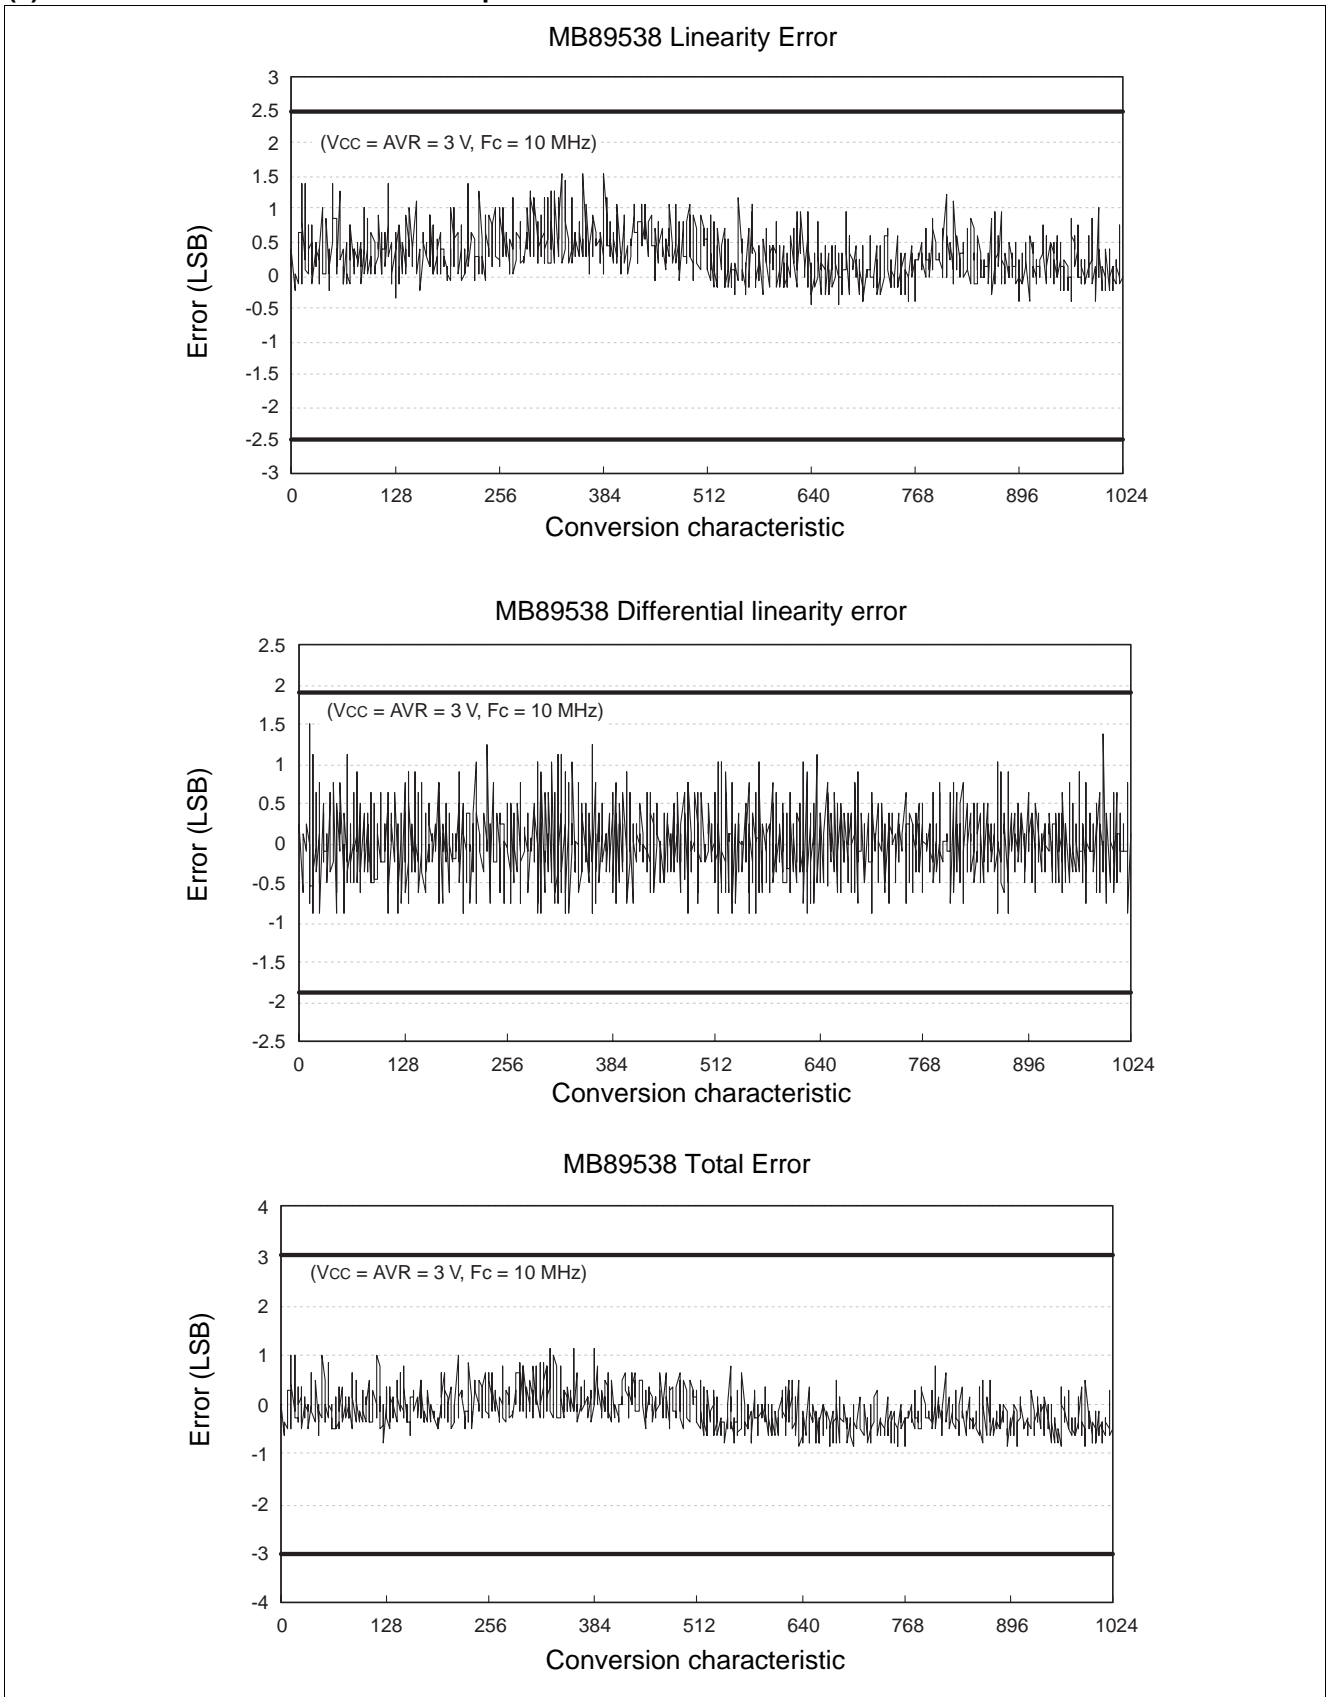 MB89538 Linearity Error
3
2.5
2
(VCC = AVR = 3 V, FC = 10 MHz)
1.5
1
0.5
0
-0.5
-1
-1.5
-2
-2.5
-3
Error (LSB)
0 128 256 384 512 640 768 896 1024
Conversion characteristic
MB89538 Differential linearity error
2.5
2
(VCC = AVR = 3 V, FC = 10 MHz)
1.5
1
0.5
0
-0.5
-1
-1.5
-2
-2.5
Error (LSB)
0 128 256 384 512 640 768 896 1024
Conversion characteristic
MB89538 Total Error
4
3
(VCC = AVR = 3 V, FC = 10 MHz)
2
1
0
-1
-2
-3
-4
Error (LSB)
0 128 256 384 512 640 768 896 1024
Conversion characteristic